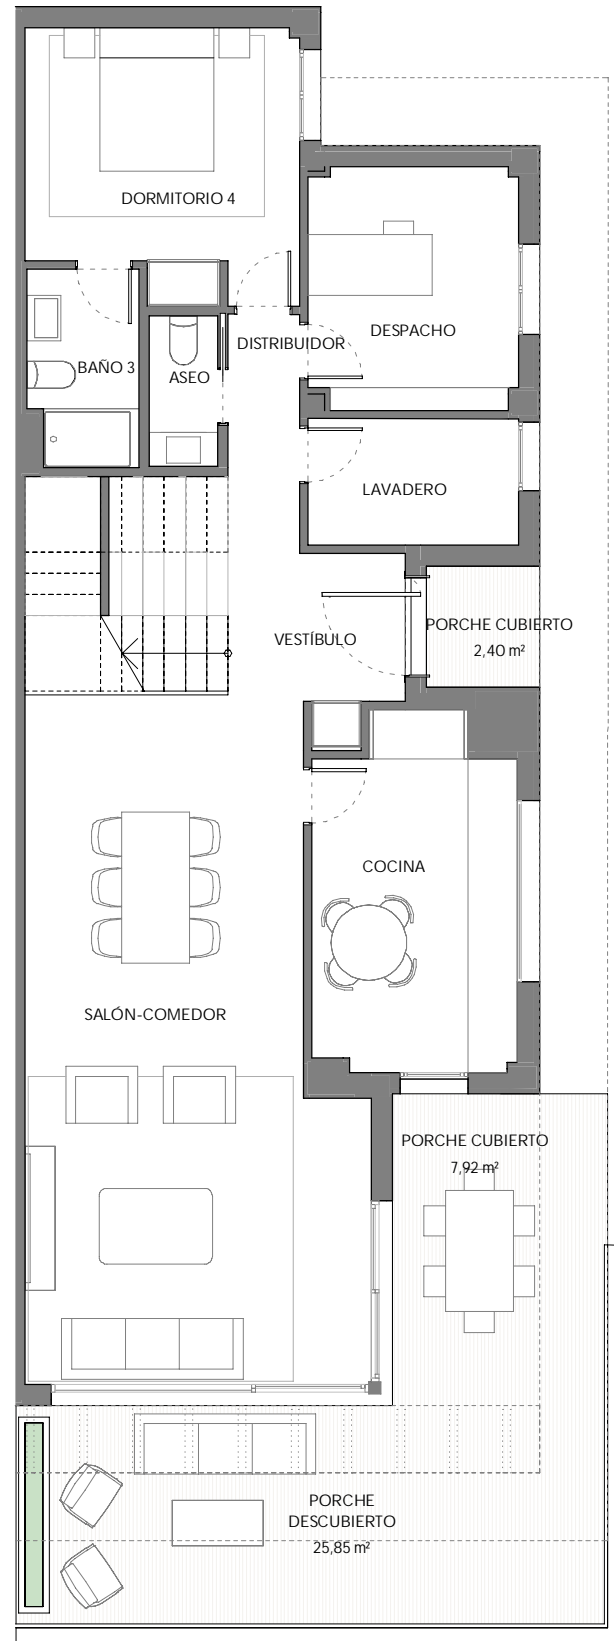 DORMITORIO 4
DESPACHO
DISTRIBUIDOR
BAÑO 3
ASEO
LAVADERO
PORCHE CUBIERTO
2,40 m²
VESTÍBULO
COCINA
SALÓN-COMEDOR
PORCHE CUBIERTO
7,92 m²
PORCHE
DESCUBIERTO
25,85 m²